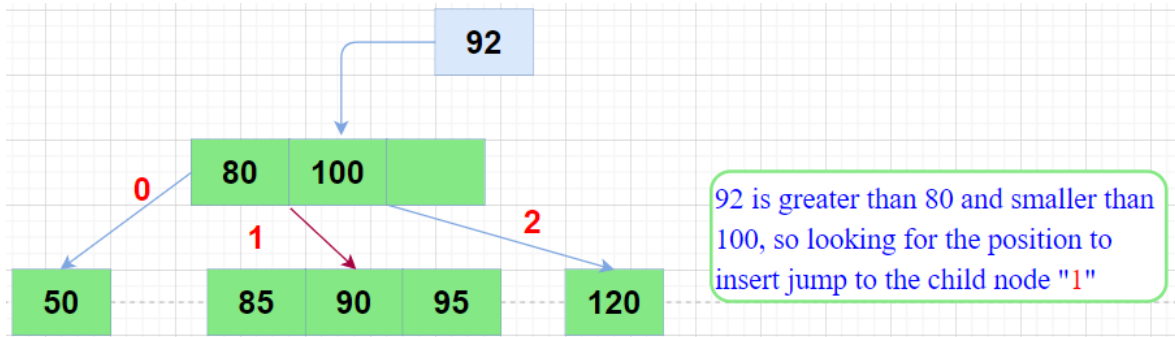 92
80 100
0
1
2
50 85 90 95 120
92 is greater than 80 and smaller than
100, so looking for the position to
insert jump to the child node "1"